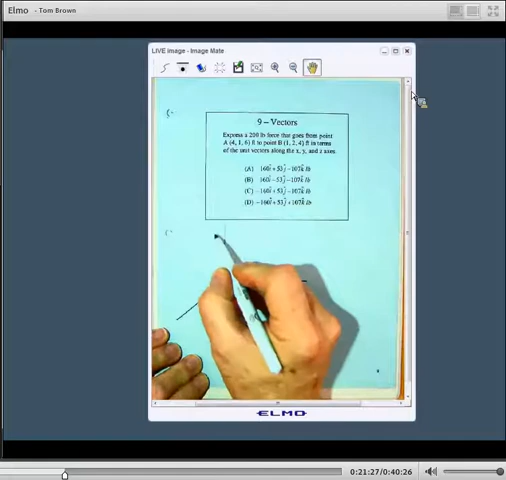 Elmo - Tom Brown
LIVE image - Image Mate
9 – Vectors
Express a 200 lb force that goes from point
A (4, 1, 6) ft to point B (1, 2, 4) ft in terms
of the unit vectors along the x, y, and z axes.
(A) 160î + 53ĵ – 107k̂ lb
(B) 160î – 53ĵ – 107k̂ lb
(C) –160î + 53ĵ – 107k̂ lb
(D) –160î + 53ĵ + 107k̂ lb
ELMO
0:21:27/0:40:26